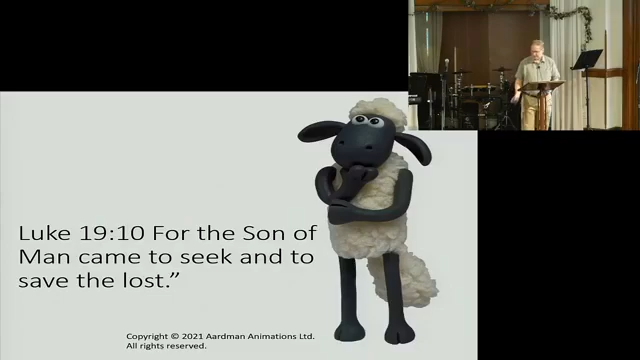 Luke 19:10 For the Son of
Man came to seek and to
save the lost.”
Copyright © 2021 Aardman Animations Ltd.
All rights reserved.